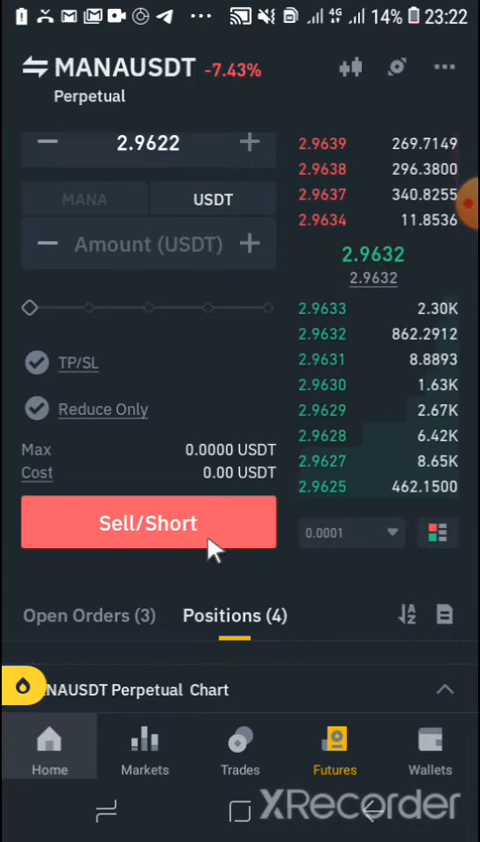 4G 14% 23:22
MANAUSDT -7.43%
Perpetual
2.9622
MANA USDT
Amount (USDT)
TP/SL
Reduce Only
Max 0.0000 USDT
Cost 0.00 USDT
Sell/Short
2.9639 269.7149
2.9638 296.3800
2.9637 340.8255
2.9634 11.8536
2.9632
2.9632
2.9633 2.30K
2.9632 862.2912
2.9631 8.8893
2.9630 1.63K
2.9629 2.67K
2.9628 6.42K
2.9627 8.65K
2.9625 462.1500
0.0001
Open Orders (3) Positions (4)
NAUSDT Perpetual Chart
Home Markets Trades Futures Wallets
XRecorder